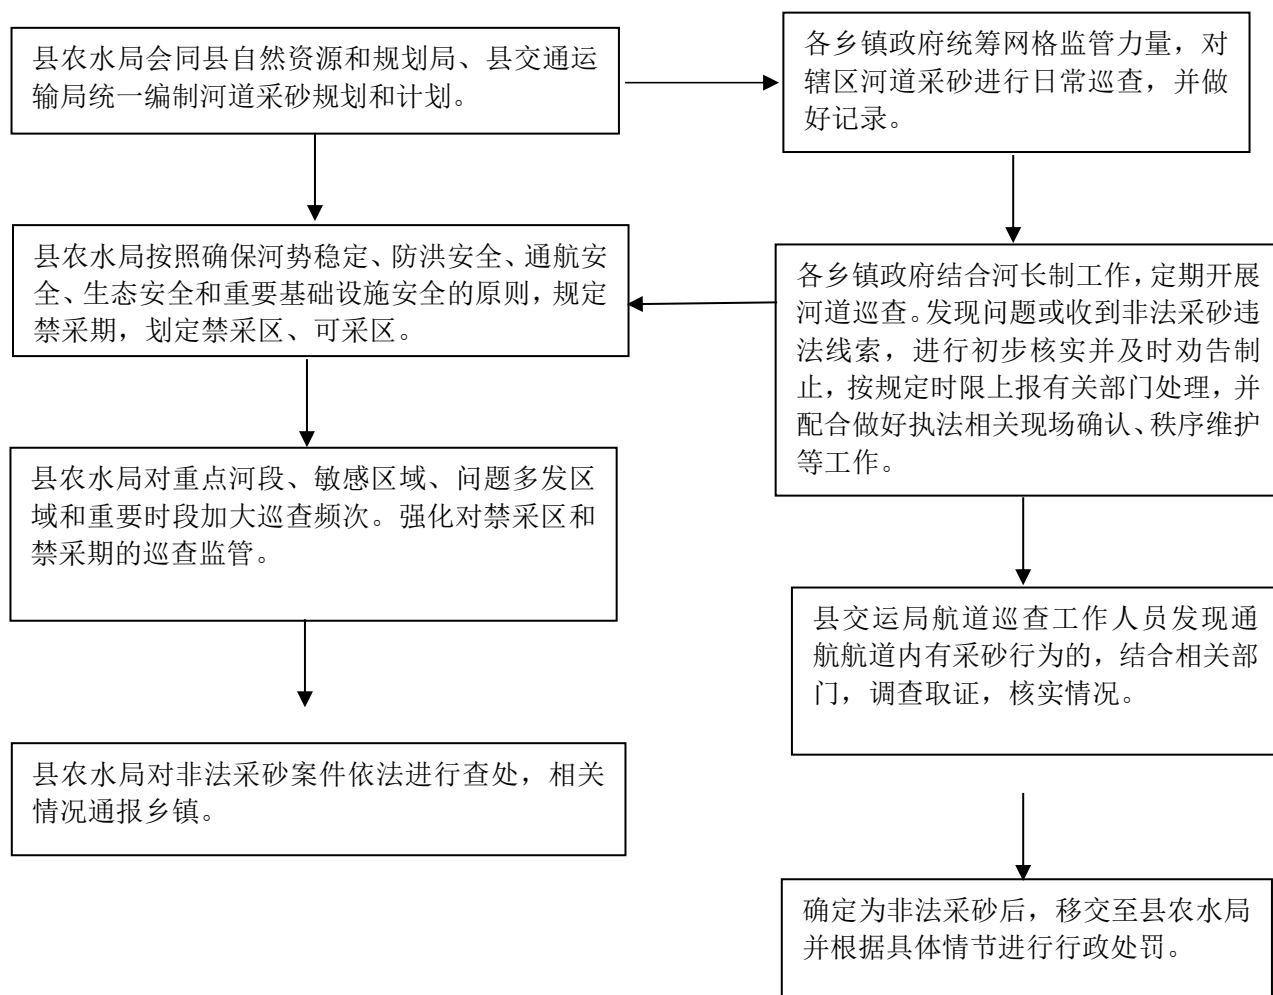 县农水局会同县自然资源和规划局、县交通运
输局统一编制河道采砂规划和计划。
各乡镇政府统筹网格监管力量，对
辖区河道采砂进行日常巡查，并做
好记录。
县农水局按照确保河势稳定、防洪安全、通航安
全、生态安全和重要基础设施安全的原则，规定
禁采期，划定禁采区、可采区。
各乡镇政府结合河长制工作，定期开展
河道巡查。发现问题或收到非法采砂违
法线索，进行初步核实并及时劝告制
止，按规定时限上报有关部门处理，并
配合做好执法相关现场确认、秩序维护
等工作。
县农水局对重点河段、敏感区域、问题多发区
域和重要时段加大巡查频次。强化对禁采区和
禁采期的巡查监管。
县交运局航道巡查工作人员发现通
航航道内有采砂行为的，结合相关部
门，调查取证，核实情况。
县农水局对非法采砂案件依法进行查处，相关
情况通报乡镇。
确定为非法采砂后，移交至县农水局
并根据具体情节进行行政处罚。